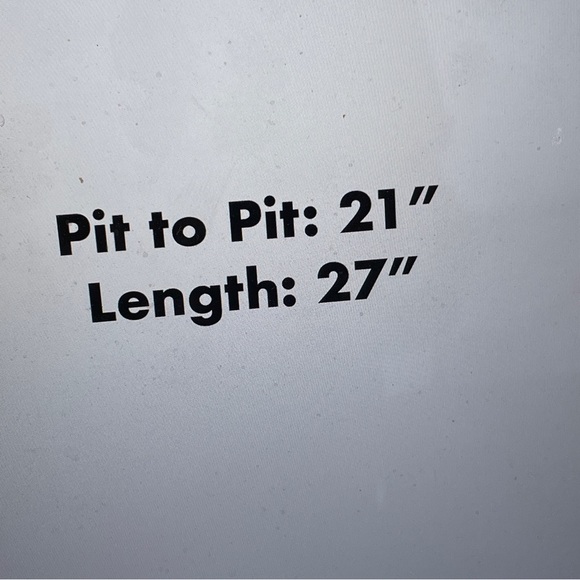 Pit to Pit: 21″
Length: 27″